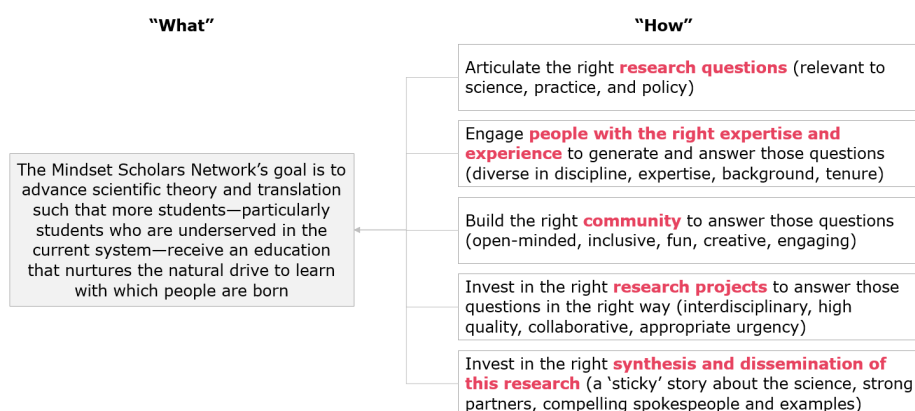 “What”
“How”
The Mindset Scholars Network’s goal is to
advance scientific theory and translation
such that more students—particularly
students who are underserved in the
current system—receive an education
that nurtures the natural drive to learn
with which people are born
Articulate the right research questions (relevant to
science, practice, and policy)
Engage people with the right expertise and
experience to generate and answer those questions
(diverse in discipline, expertise, background, tenure)
Build the right community to answer those questions
(open-minded, inclusive, fun, creative, engaging)
Invest in the right research projects to answer those
questions in the right way (interdisciplinary, high
quality, collaborative, appropriate urgency)
Invest in the right synthesis and dissemination of
this research (a ‘sticky’ story about the science, strong
partners, compelling spokespeople and examples)